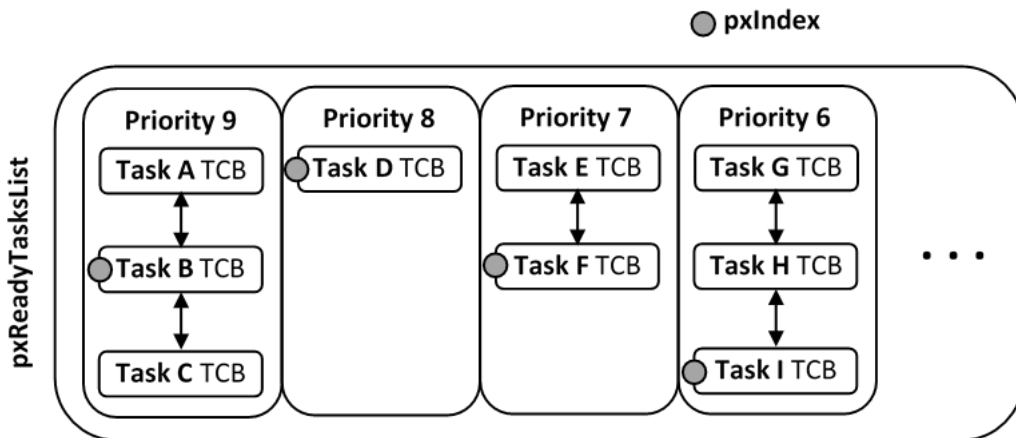 pxIndex
pxReadyTasksList
Priority 9
Task A TCB
Task B TCB
Task C TCB
Priority 8
Task D TCB
Priority 7
Task E TCB
Task F TCB
Priority 6
Task G TCB
Task H TCB
Task I TCB
. . .